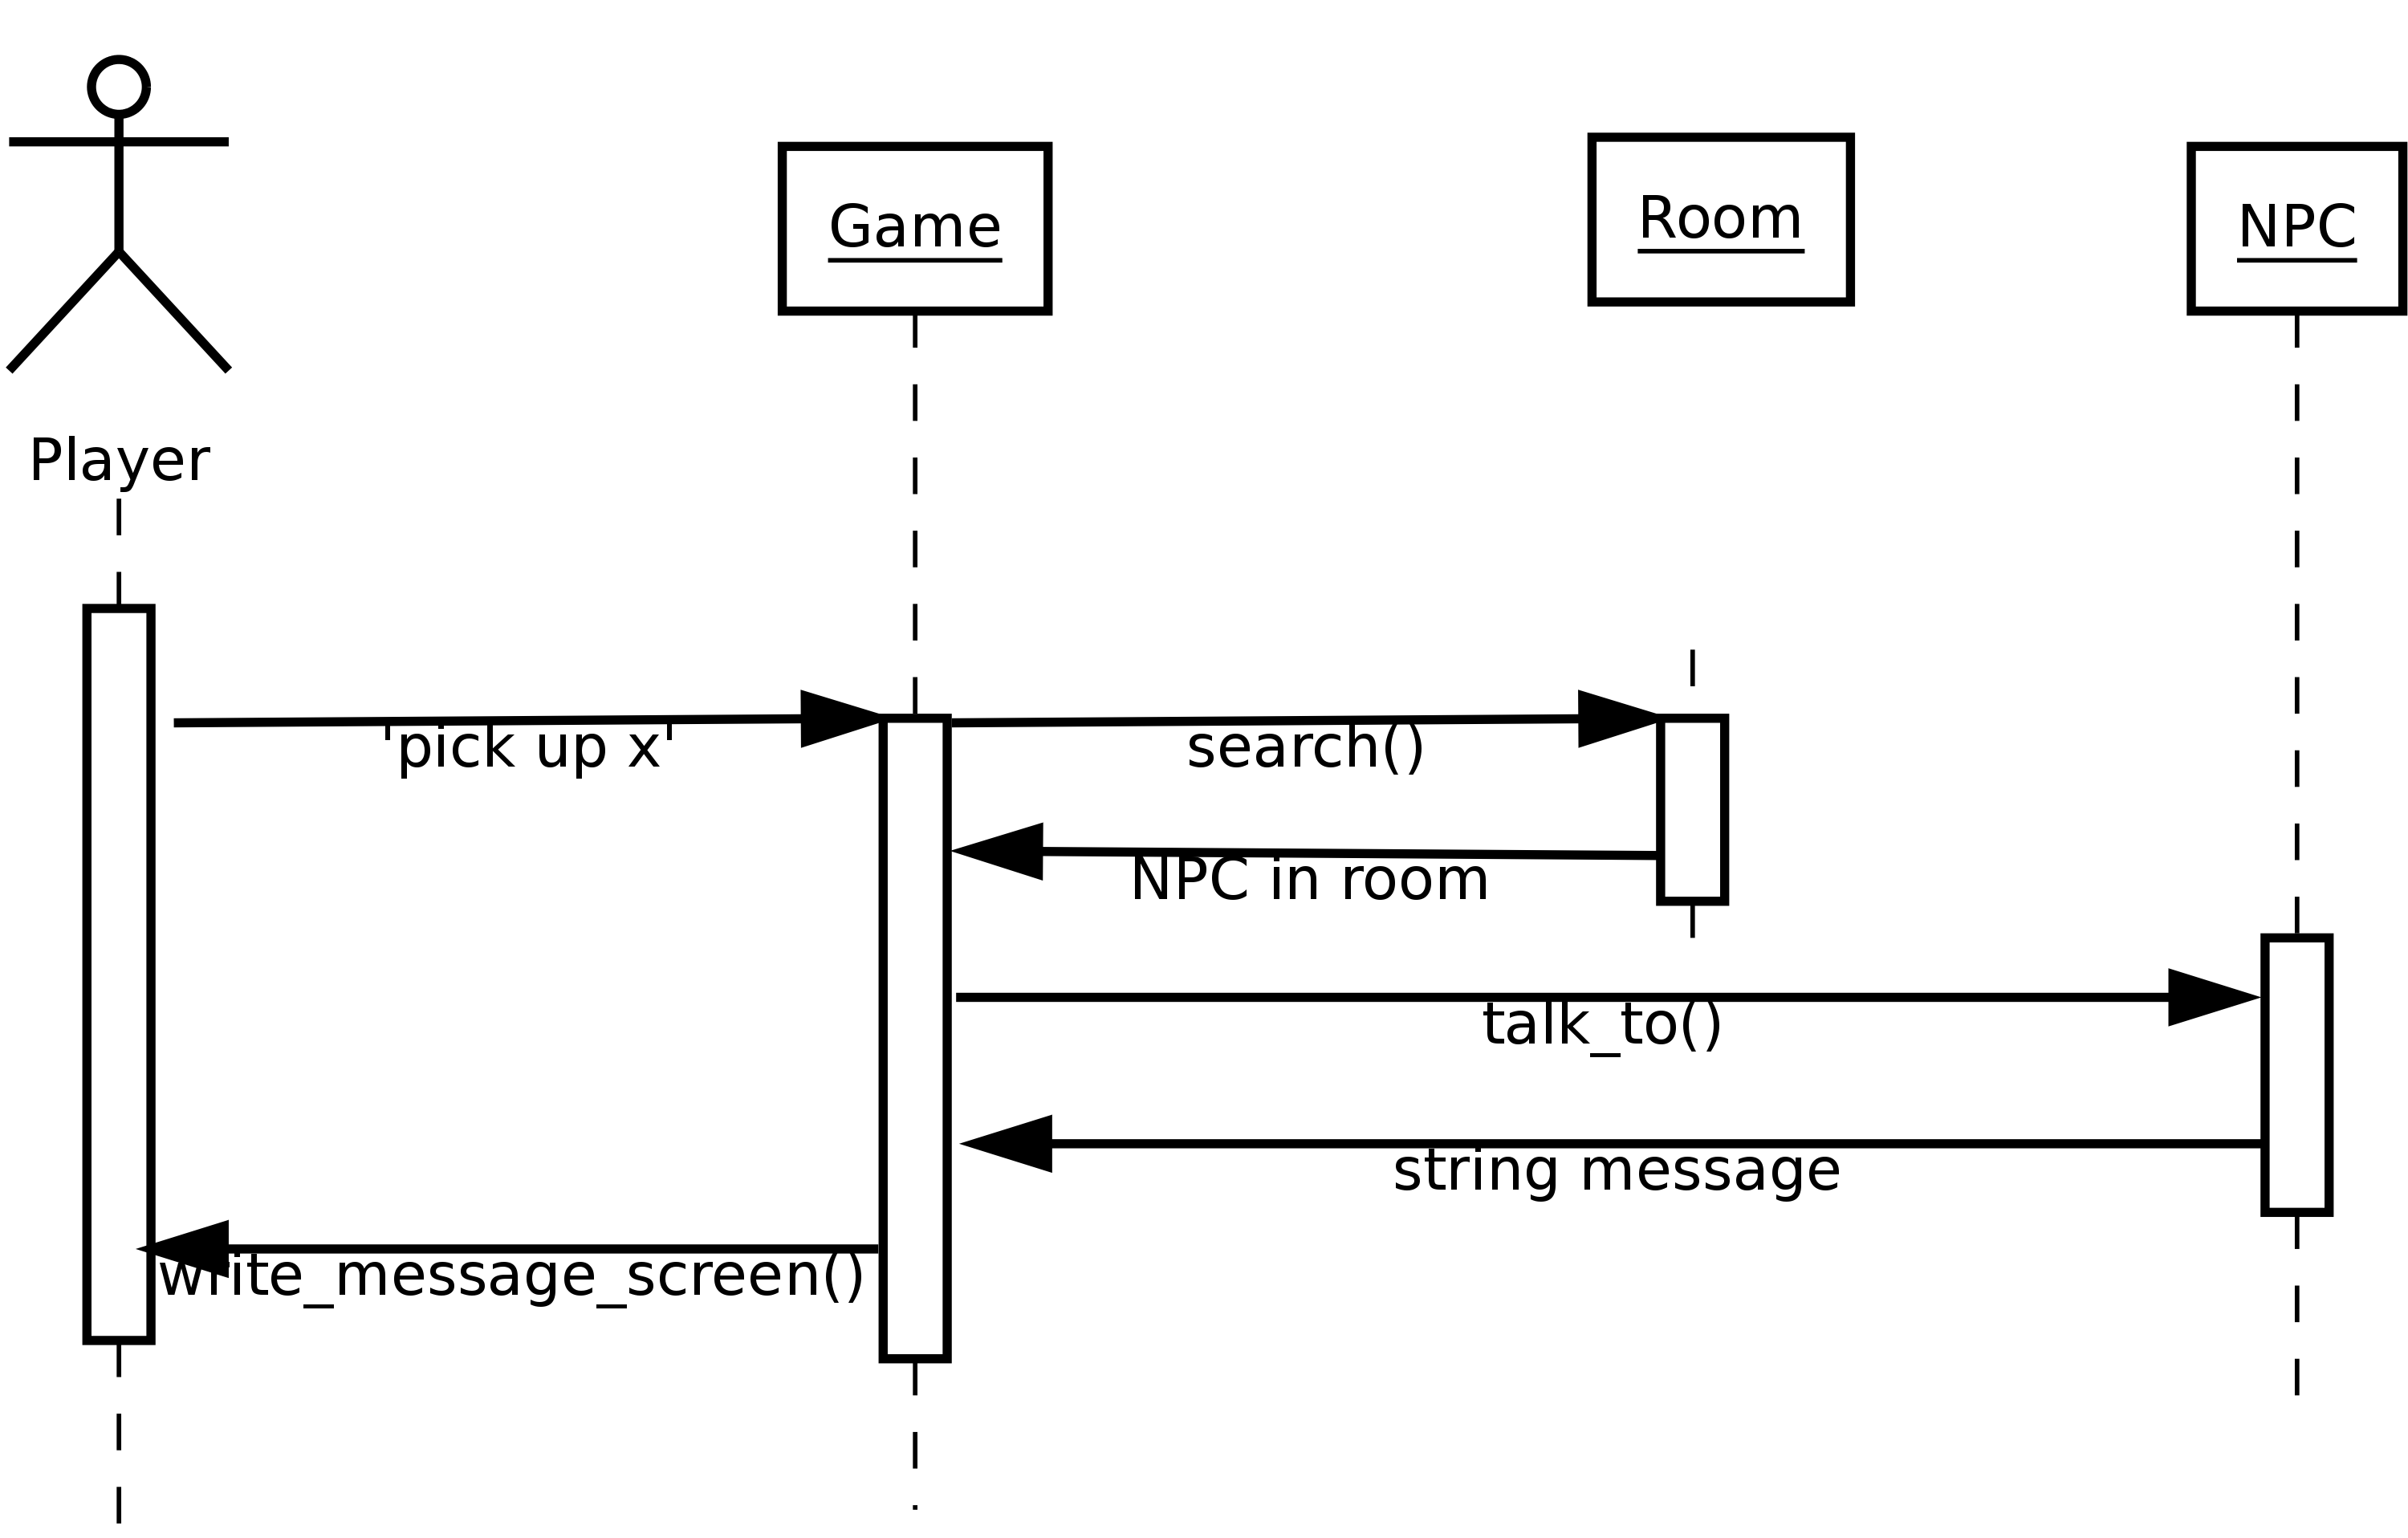 Game
Room
NPC
Player
'pick up x'
search()
NPC in room
talk_to()
string message
write_message_screen()